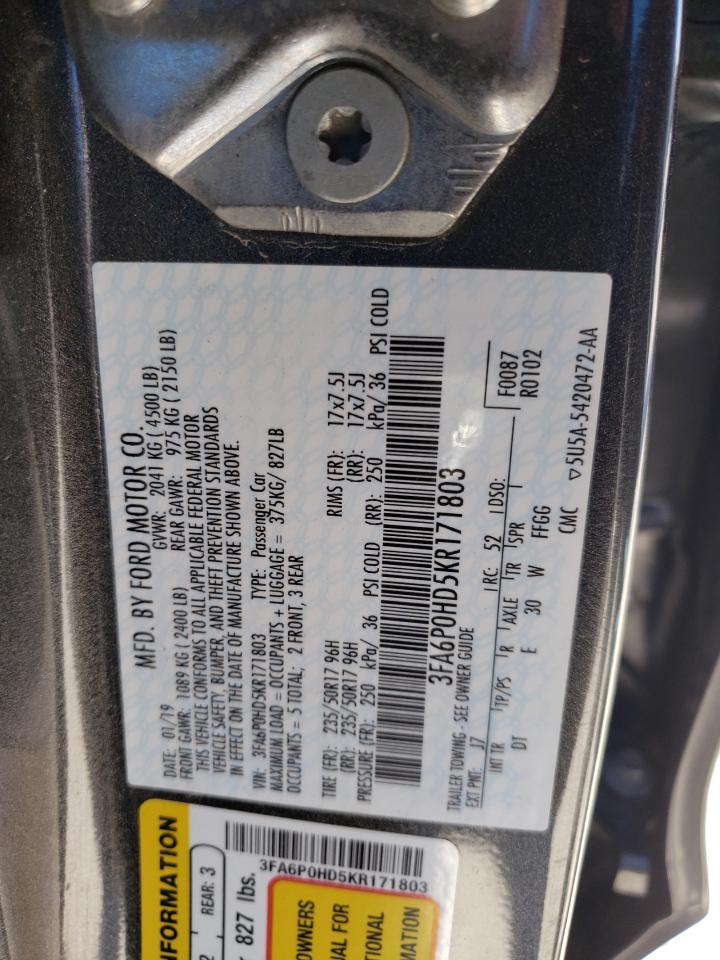 MFD. BY FORD MOTOR CO.
DATE: 01/19 GVWR: 2041 KG ( 4500 LB)
FRONT GAWR: 1089 KG ( 2400 LB) REAR GAWR: 975 KG ( 2150 LB)
THIS VEHICLE CONFORMS TO ALL APPLICABLE FEDERAL MOTOR
VEHICLE SAFETY, BUMPER, AND THEFT PREVENTION STANDARDS
IN EFFECT ON THE DATE OF MANUFACTURE SHOWN ABOVE.
VIN: 3FA6P0HD5KR171803 TYPE: Passenger Car
MAXIMUM LOAD = OCCUPANTS + LUGGAGE = 375KG/ 827LB
OCCUPANTS = 5 TOTAL; 2 FRONT, 3 REAR
TIRE (FR): 235/50R17 96H RIMS (FR): 17x7.5J
(RR): 235/50R17 96H (RR): 17x7.5J
PRESSURE (FR): 250 kPa/ 36 PSI COLD (RR): 250 kPa/ 36 PSI COLD
3FA6P0HD5KR171803
TRAILER TOWING - SEE OWNER GUIDE
EXT PNT: J7 RC: 52 DSO:
INT TR TP/PS R AXLE TR SPR F0087
DT E 30 W FFGG R0102
CMC ▽5U5A-5420472-AA
REAR: 3
827 lbs.
3FA6P0HD5KR171803
OWNERS